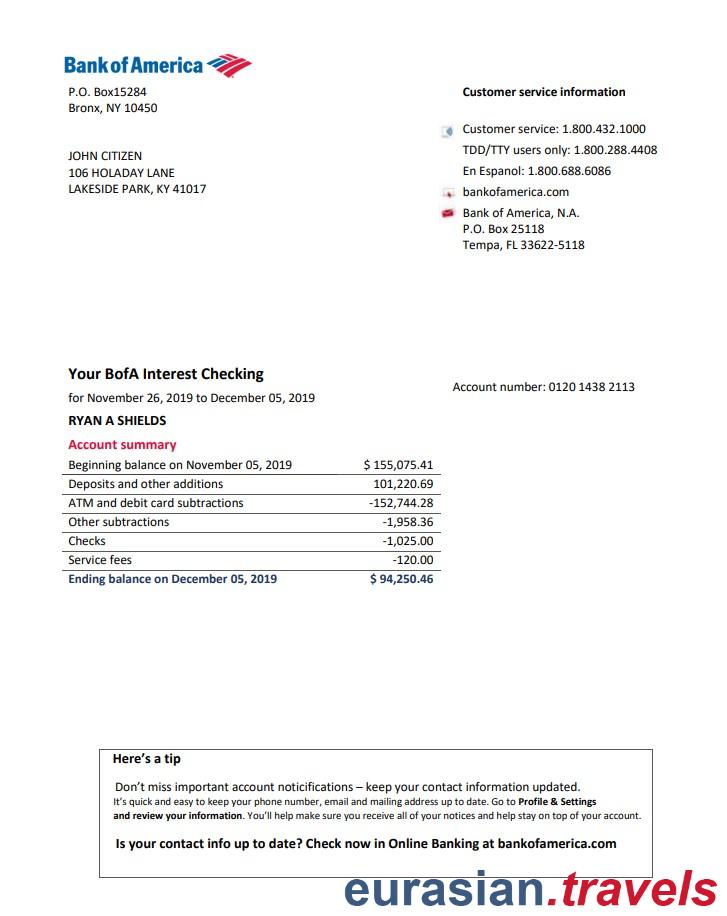 Bank of America
P.O. Box15284
Bronx, NY 10450
Customer service information
Customer service: 1.800.432.1000
TDD/TTY users only: 1.800.288.4408
En Espanol: 1.800.688.6086
bankofamerica.com
Bank of America, N.A.
P.O. Box 25118
Tempa, FL 33622-5118
JOHN CITIZEN
106 HOLADAY LANE
LAKESIDE PARK, KY 41017
Your BofA Interest Checking
for November 26, 2019 to December 05, 2019
Account number: 0120 1438 2113
RYAN A SHIELDS
Account summary
Beginning balance on November 05, 2019 $ 155,075.41
Deposits and other additions 101,220.69
ATM and debit card subtractions -152,744.28
Other subtractions -1,958.36
Checks -1,025.00
Service fees -120.00
Ending balance on December 05, 2019 $ 94,250.46
Here's a tip
Don't miss important account noticifications – keep your contact information updated.
It's quick and easy to keep your phone number, email and mailing address up to date. Go to Profile & Settings
and review your information. You'll help make sure you receive all of your notices and help stay on top of your account.
Is your contact info up to date? Check now in Online Banking at bankofamerica.com
eurasian.travels